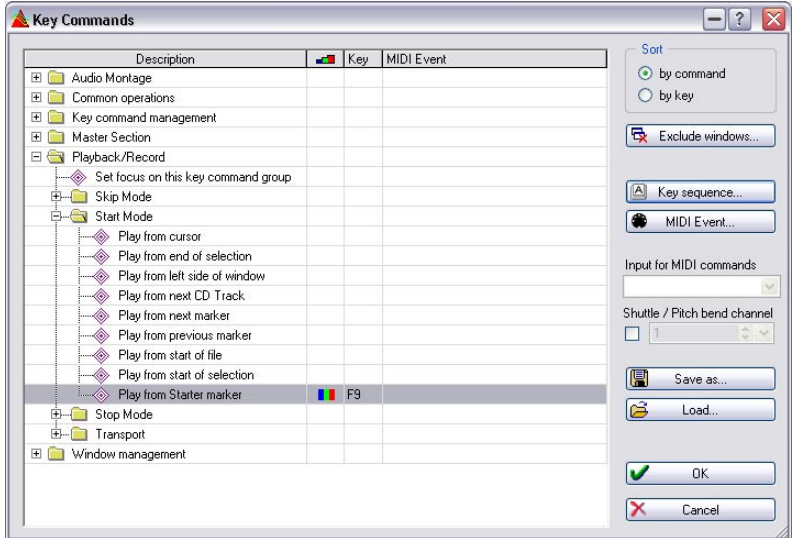 Key Commands
Description Key MIDI Event
Audio Montage
Common operations
Key command management
Master Section
Playback/Record
Set focus on this key command group
Skip Mode
Start Mode
Play from cursor
Play from end of selection
Play from left side of window
Play from next CD Track
Play from next marker
Play from previous marker
Play from start of file
Play from start of selection
Play from Starter marker F9
Stop Mode
Transport
Window management
Sort
by command
by key
Exclude windows...
Key sequence...
MIDI Event...
Input for MIDI commands
Shuttle / Pitch bend channel
1
Save as...
Load...
OK
Cancel